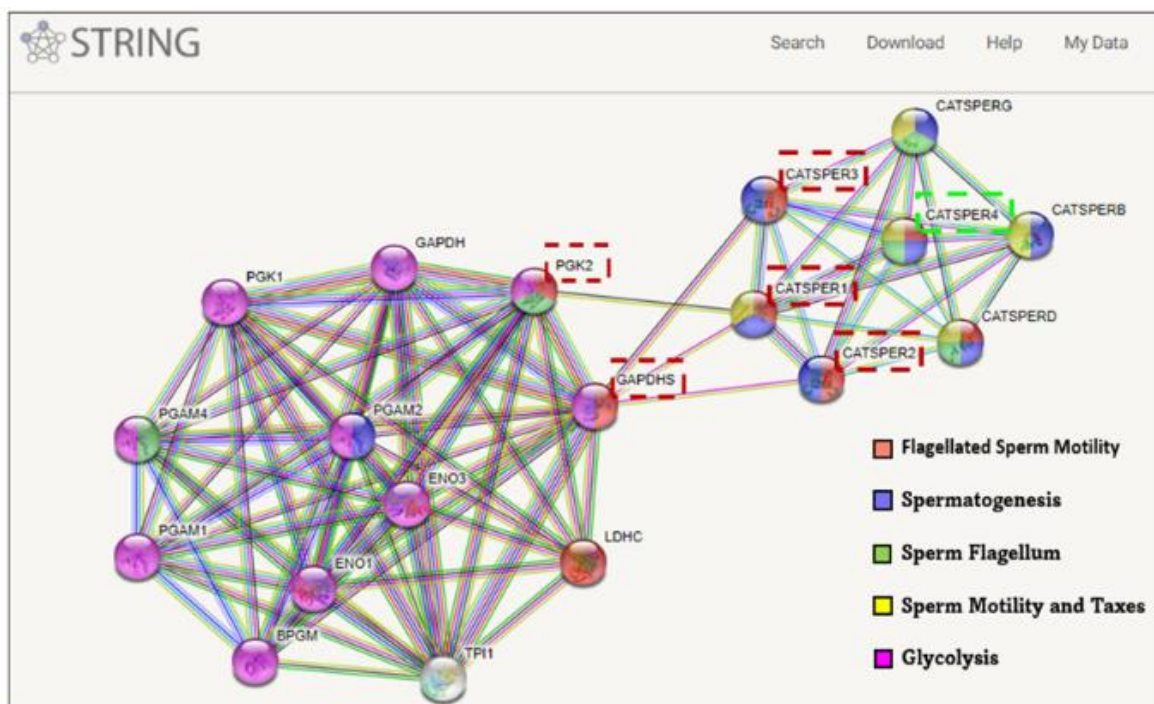 STRING
Search Download Help My Data
CATSPERG
CATSPER3
CATSPER4
CATSPERB
GAPDH
PGK2
PGK1
CATSPER1
CATSPERD
CATSPER2
GAPDHS
PGAM4
PGAM2
Flagellated Sperm Motility
ENO3
Spermatogenesis
PGAM1
LDHC
Sperm Flagellum
ENO1
Sperm Motility and Taxes
BPGM
TPI1
Glycolysis